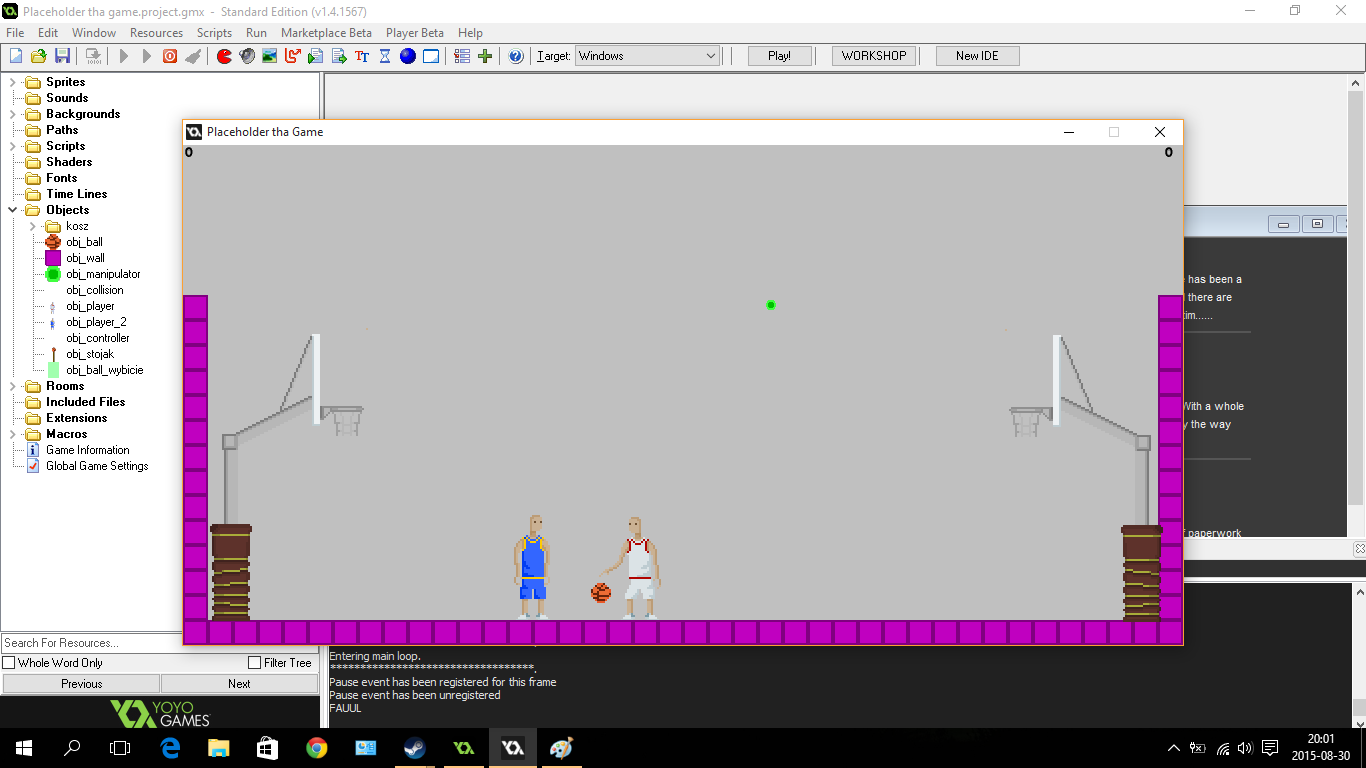 Placeholder tha game.project.gmx - Standard Edition (v1.4.1567)
File Edit Window Resources Scripts Run Marketplace Beta Player Beta Help
TT Target: Windows Play! WORKSHOP New IDE
Sprites
Sounds
Backgrounds
Paths
Scripts
Shaders
Fonts
Time Lines
Objects
kosz
obj_ball
obj_wall
obj_manipulator
obj_collision
obj_player
obj_player_2
obj_controller
obj_stojak
obj_ball_wybicie
Rooms
Included Files
Extensions
Macros
Game Information
Global Game Settings
Search For Resources...
Whole Word Only Filter Tree
Previous Next
YOYO
GAMES™
Placeholder tha Game
0 0
has been a
there are
tim......
With a whole
the way
paperwork
Entering main loop.
***********************************.
Pause event has been registered for this frame
Pause event has been unregistered
FAUUL
20:01
2015-08-30